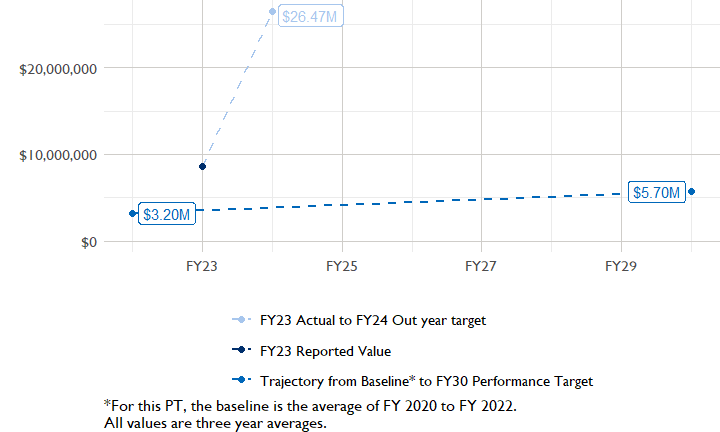 $26.47M
$20,000,000
$10,000,000
$5.70M
$3.20M
$0
FY23 FY25 FY27 FY29
FY23 Actual to FY24 Out year target
FY23 Reported Value
Trajectory from Baseline* to FY30 Performance Target
*For this PT, the baseline is the average of FY 2020 to FY 2022.
All values are three year averages.